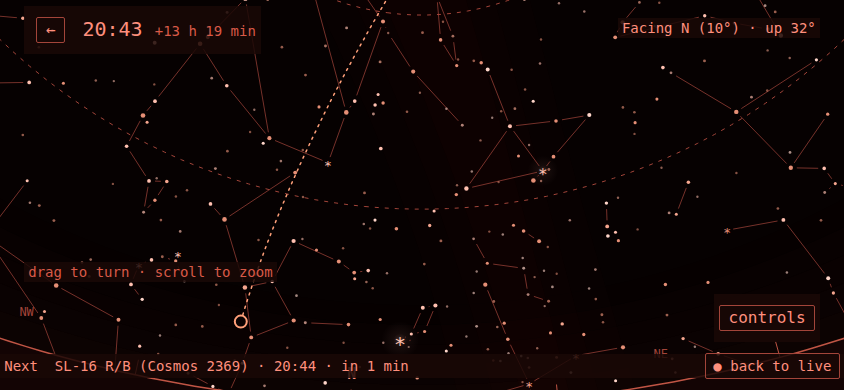 ← 20:43 +13 h 19 min
Facing N (10°) · up 32°
drag to turn · scroll to zoom
NW
controls
NE
Next SL-16 R/B (Cosmos 2369) · 20:44 · in 1 min
● back to live
N